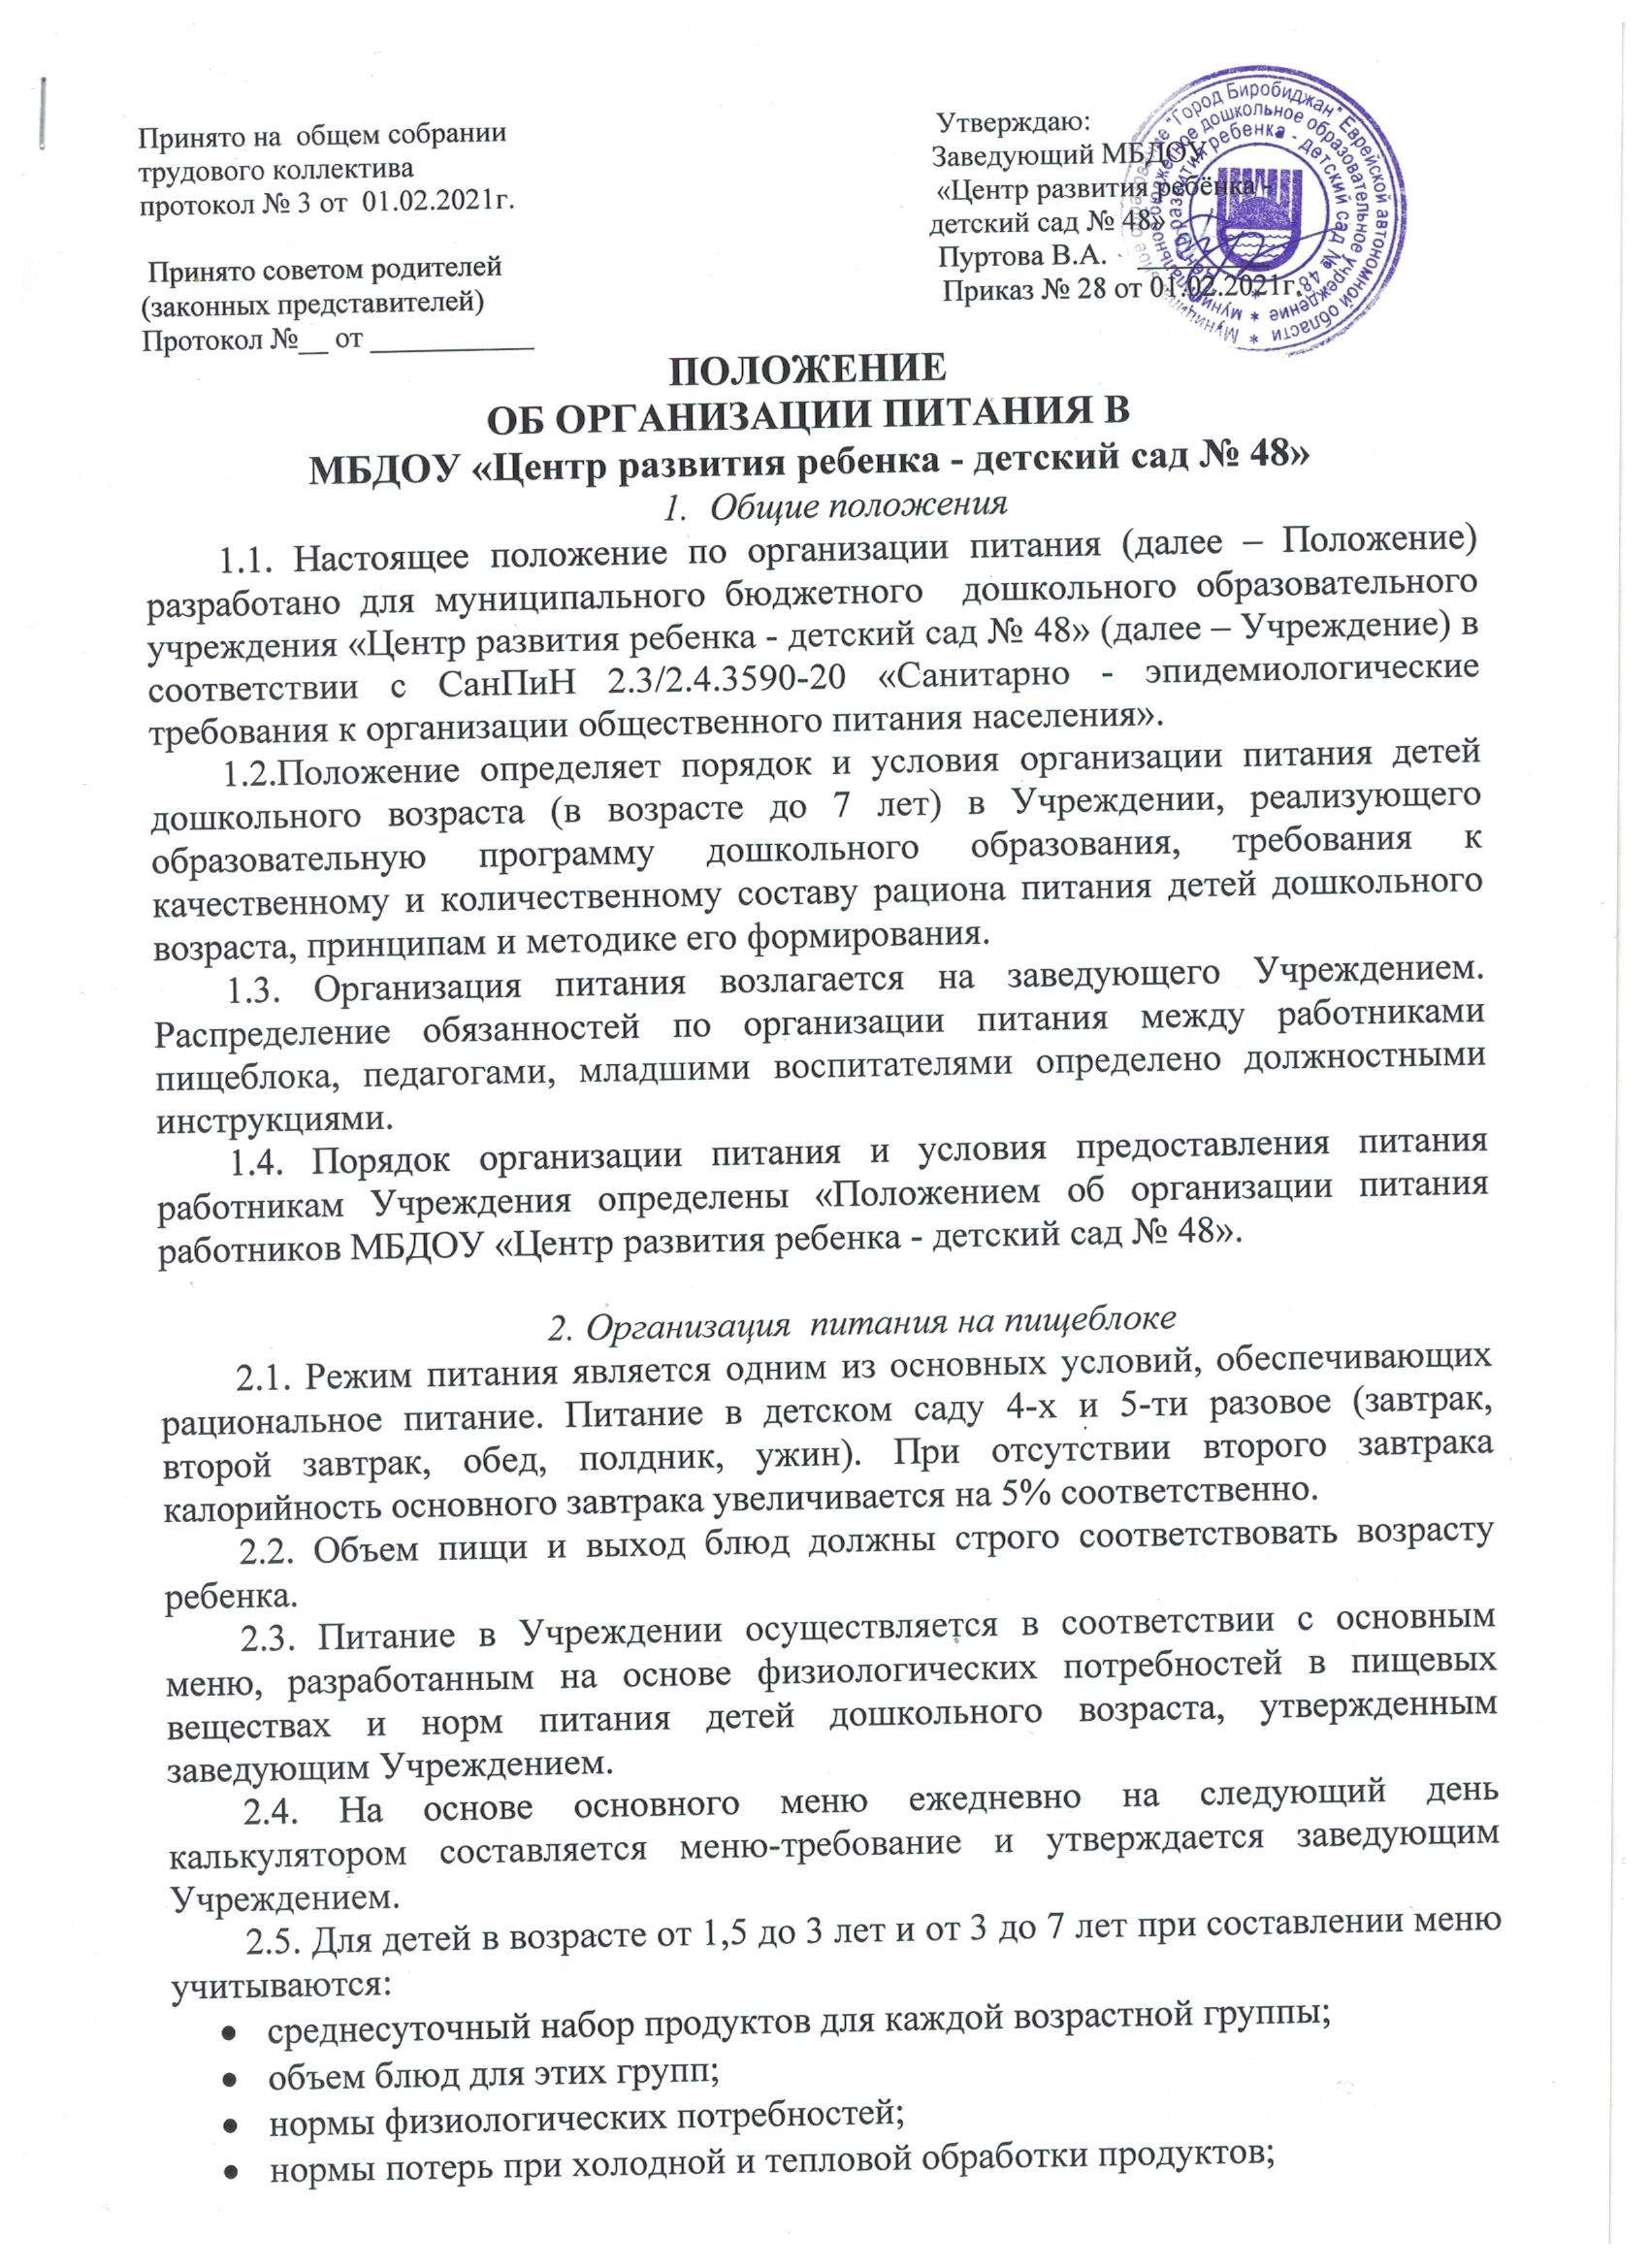 Принято на  общем собрании
трудового коллектива
протокол № 3 от  01.02.2021г.
Принято советом родителей
(законных представителей)
Протокол №__ от ___________
Утверждаю:
Заведующий МБДОУ
«Центр развития ребёнка -
детский сад № 48»
Пуртова В.А.
Приказ № 28 от 01.02.2021г.
"Город Биробиджан" Еврейской автономной области *
дошкольное образовательное учреждение *
развития ребенка - детский сад № 48"
ПОЛОЖЕНИЕ
ОБ ОРГАНИЗАЦИИ ПИТАНИЯ В
МБДОУ «Центр развития ребенка - детский сад № 48»
1.  Общие положения
1.1. Настоящее положение по организации питания (далее – Положение)
разработано для муниципального бюджетного  дошкольного образовательного
учреждения «Центр развития ребенка - детский сад № 48» (далее – Учреждение) в
соответствии с СанПиН 2.3/2.4.3590-20 «Санитарно - эпидемиологические
требования к организации общественного питания населения».
1.2.Положение определяет порядок и условия организации питания детей
дошкольного возраста (в возрасте до 7 лет) в Учреждении, реализующего
образовательную программу дошкольного образования, требования к
качественному и количественному составу рациона питания детей дошкольного
возраста, принципам и методике его формирования.
1.3. Организация питания возлагается на заведующего Учреждением.
Распределение обязанностей по организации питания между работниками
пищеблока, педагогами, младшими воспитателями определено должностными
инструкциями.
1.4. Порядок организации питания и условия предоставления питания
работникам Учреждения определены «Положением об организации питания
работников МБДОУ «Центр развития ребенка - детский сад № 48».
2. Организация  питания на пищеблоке
2.1. Режим питания является одним из основных условий, обеспечивающих
рациональное питание. Питание в детском саду 4-х и 5-ти разовое (завтрак,
второй завтрак, обед, полдник, ужин). При отсутствии второго завтрака
калорийность основного завтрака увеличивается на 5% соответственно.
2.2. Объем пищи и выход блюд должны строго соответствовать возрасту
ребенка.
2.3. Питание в Учреждении осуществляется в соответствии с основным
меню, разработанным на основе физиологических потребностей в пищевых
веществах и норм питания детей дошкольного возраста, утвержденным
заведующим Учреждением.
2.4. На основе основного меню ежедневно на следующий день
калькулятором составляется меню-требование и утверждается заведующим
Учреждением.
2.5. Для детей в возрасте от 1,5 до 3 лет и от 3 до 7 лет при составлении меню
учитываются:
• среднесуточный набор продуктов для каждой возрастной группы;
• объем блюд для этих групп;
• нормы физиологических потребностей;
• нормы потерь при холодной и тепловой обработки продуктов;